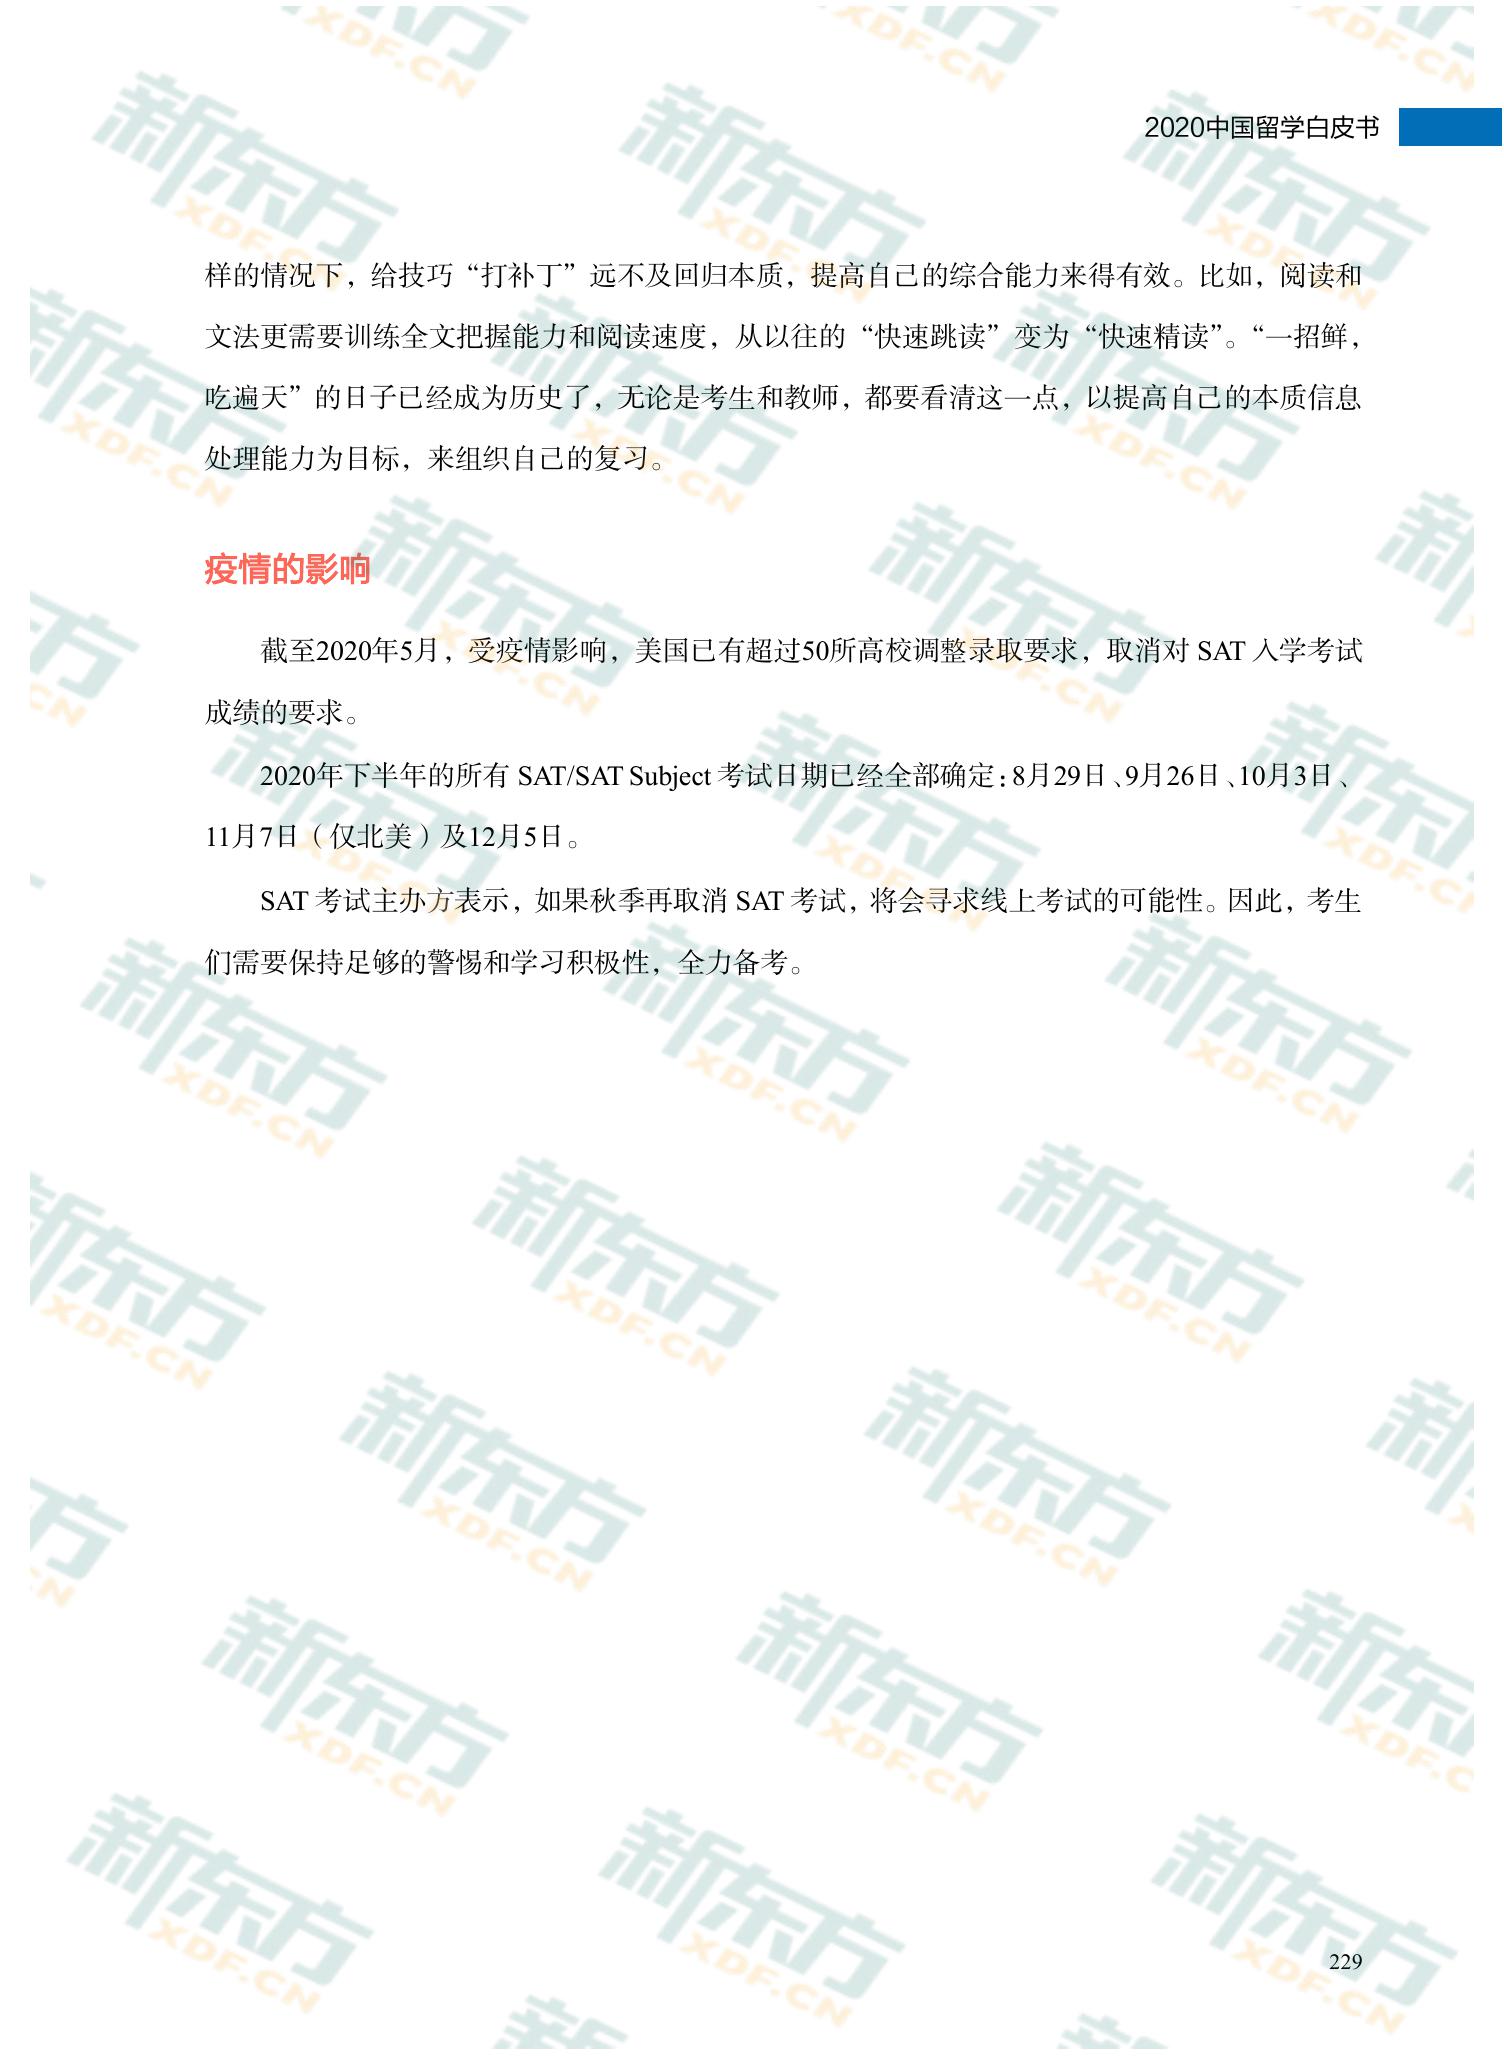 2020中国留学白皮书
样的情况下，给技巧“打补丁”远不及回归本质，提高自己的综合能力来得有效。比如，阅读和
文法更需要训练全文把握能力和阅读速度，从以往的“快速跳读”变为“快速精读”。“一招鲜，
吃遍天”的日子已经成为历史了，无论是考生和教师，都要看清这一点，以提高自己的本质信息
处理能力为目标，来组织自己的复习。
疫情的影响
截至2020年5月，受疫情影响，美国已有超过50所高校调整录取要求，取消对 SAT 入学考试
成绩的要求。
2020年下半年的所有 SAT/SAT Subject 考试日期已经全部确定：8月29日、9月26日、10月3日、
11月7日（仅北美）及12月5日。
SAT 考试主办方表示，如果秋季再取消 SAT 考试，将会寻求线上考试的可能性。因此，考生
们需要保持足够的警惕和学习积极性，全力备考。
229
新东方
XDF.CN